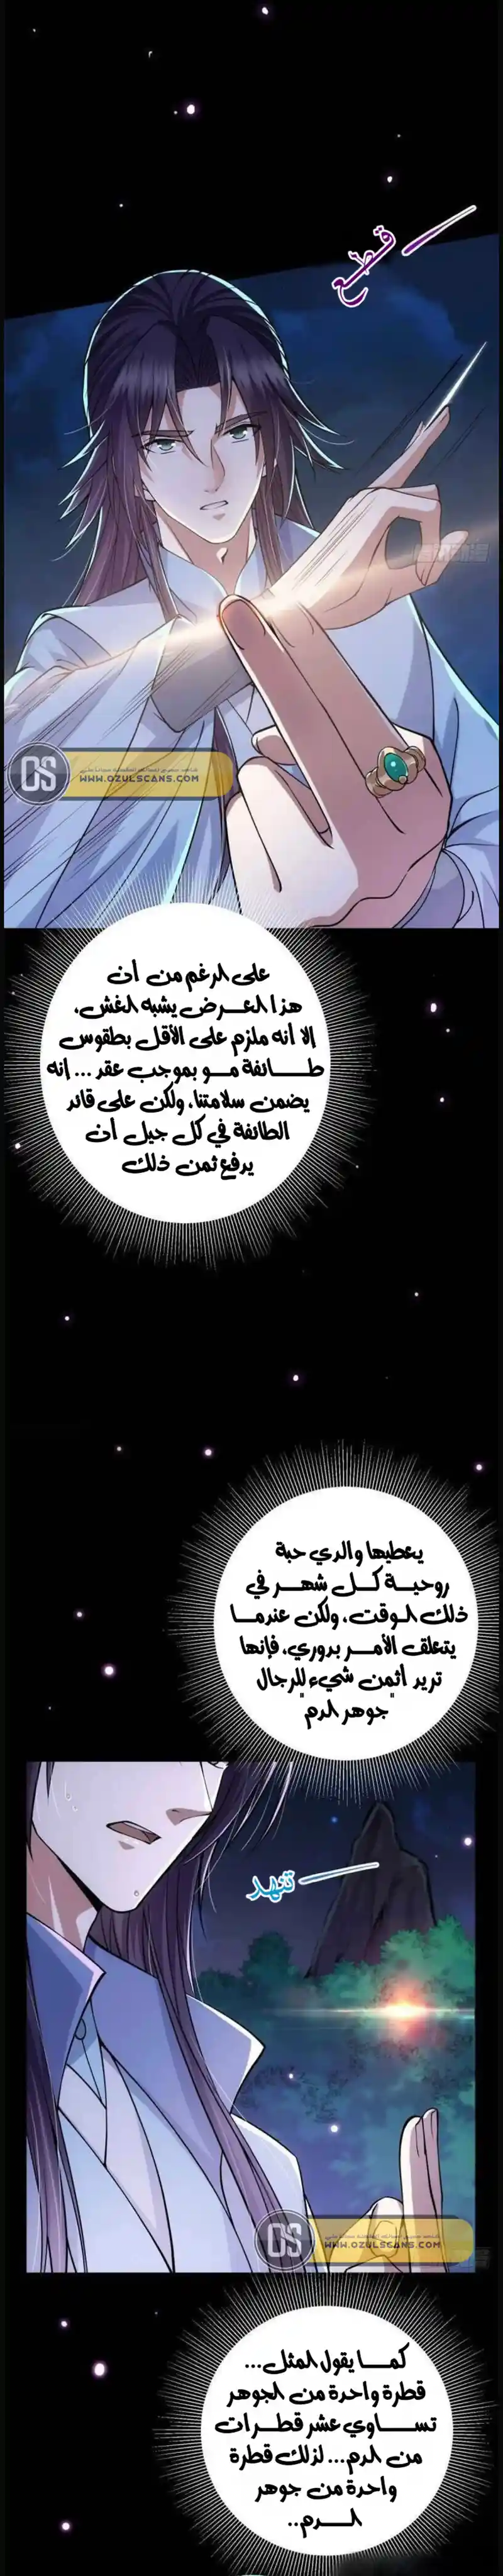 قطع
WWW.OZULSCANS.COM
على الرغم من أن
هذا العرض يشبه الغش،
إلا أنه ملزم على الأقل بطقوس
طائفة مو بموجب عقد ... إنه
يضمن سلامتنا، ولكن على قائد
الطائفة في كل جيل أن
يدفع ثمن ذلك
يعطيها والدي حبة
روحية كل شهر في
ذلك الوقت، ولكن عندما
يتعلق الأمر بدوري، فإنها
تريد أثمن شيء للرجال
"جوهر الدم"
تنهد
WWW.OZULSCANS.COM
كما يقول المثل...
قطرة واحدة من الجوهر
تساوي عشر قطرات
من الدم... لذلك قطرة
واحدة من جوهر
الدم..